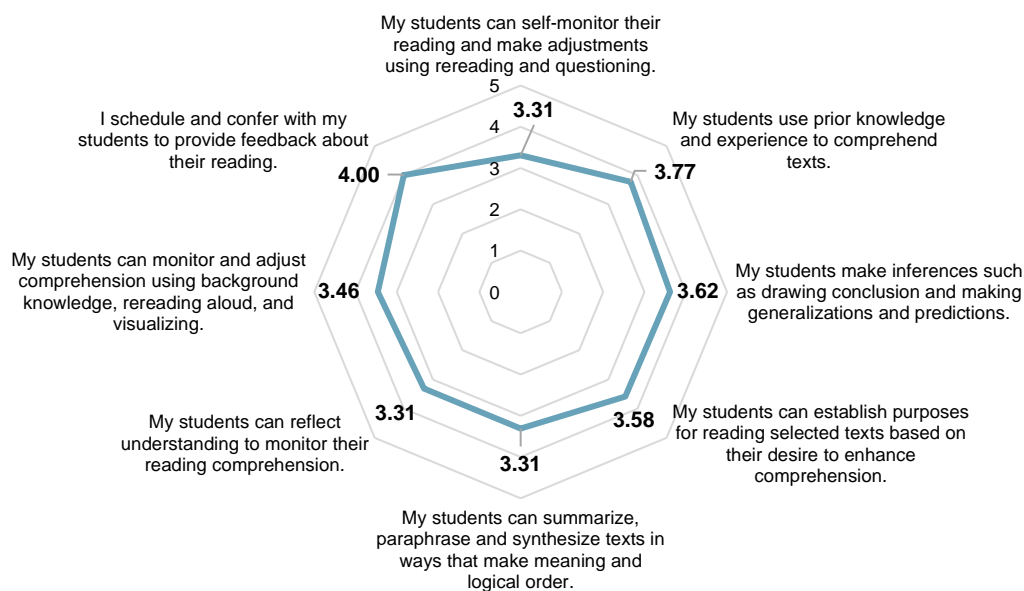 My students can self-monitor their
reading and make adjustments
using rereading and questioning.
5
3.31
4
3
2
1
0
My students use prior knowledge
and experience to comprehend
texts.
3.77
My students make inferences such
as drawing conclusion and making
generalizations and predictions.
3.62
My students can establish purposes
for reading selected texts based on
their desire to enhance
comprehension.
3.58
My students can summarize,
paraphrase and synthesize texts in
ways that make meaning and
logical order.
3.31
My students can reflect
understanding to monitor their
reading comprehension.
3.31
My students can monitor and adjust
comprehension using background
knowledge, rereading aloud, and
visualizing.
3.46
I schedule and confer with my
students to provide feedback about
their reading.
4.00